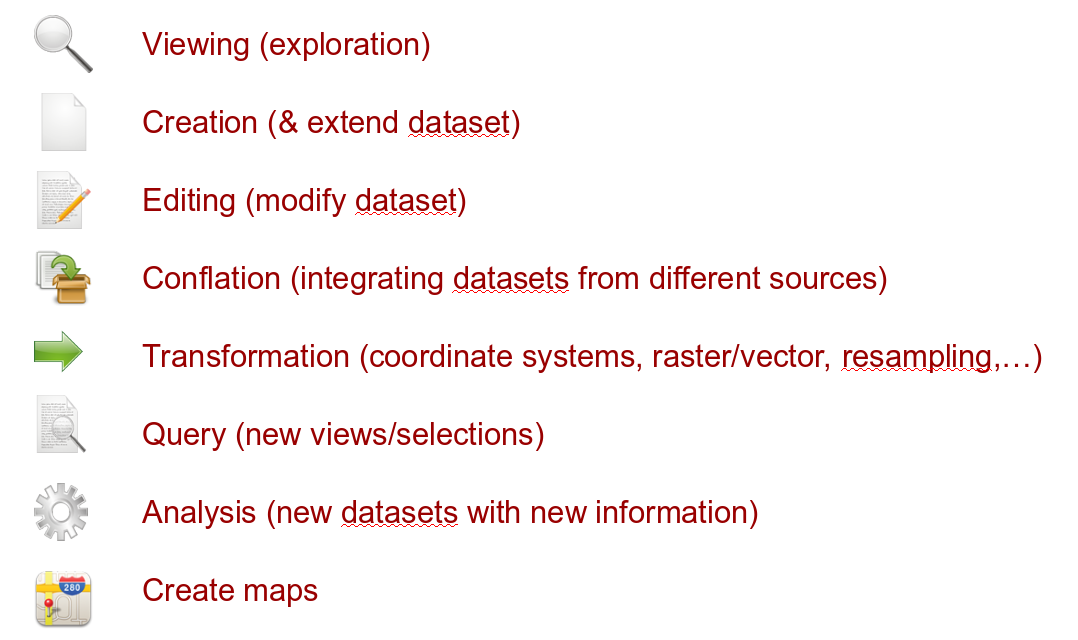 Viewing (exploration)
Creation (& extend dataset)
Editing (modify dataset)
Conflation (integrating datasets from different sources)
Transformation (coordinate systems, raster/vector, resampling,…)
Query (new views/selections)
Analysis (new datasets with new information)
280
Create maps